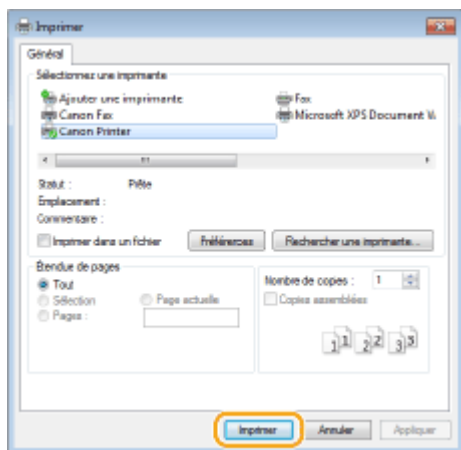 Imprimer
Général
Sélectionnez une imprimante
Ajouter une imprimante
Fax
Canon Fax
Microsoft XPS Document W
Canon Printer
Statut : Prête
Emplacement :
Commentaire :
Imprimer dans un fichier
Préférences
Rechercher une imprimante...
Étendue de pages
Tout
Nombre de copies : 1
Sélection
Page actuelle
Copies assemblées
Pages :
1 1 2 2 3 3
Imprimer
Annuler
Appliquer